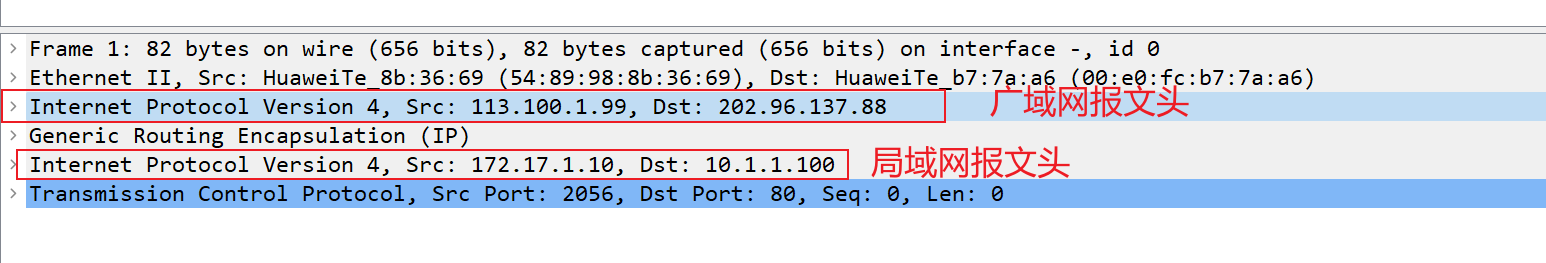 Frame 1: 82 bytes on wire (656 bits), 82 bytes captured (656 bits) on interface -, id 0
Ethernet II, Src: HuaweiTe_8b:36:69 (54:89:98:8b:36:69), Dst: HuaweiTe_b7:7a:a6 (00:e0:fc:b7:7a:a6)
Internet Protocol Version 4, Src: 113.100.1.99, Dst: 202.96.137.88 广域网报文头
Generic Routing Encapsulation (IP)
Internet Protocol Version 4, Src: 172.17.1.10, Dst: 10.1.1.100 局域网报文头
Transmission Control Protocol, Src Port: 2056, Dst Port: 80, Seq: 0, Len: 0